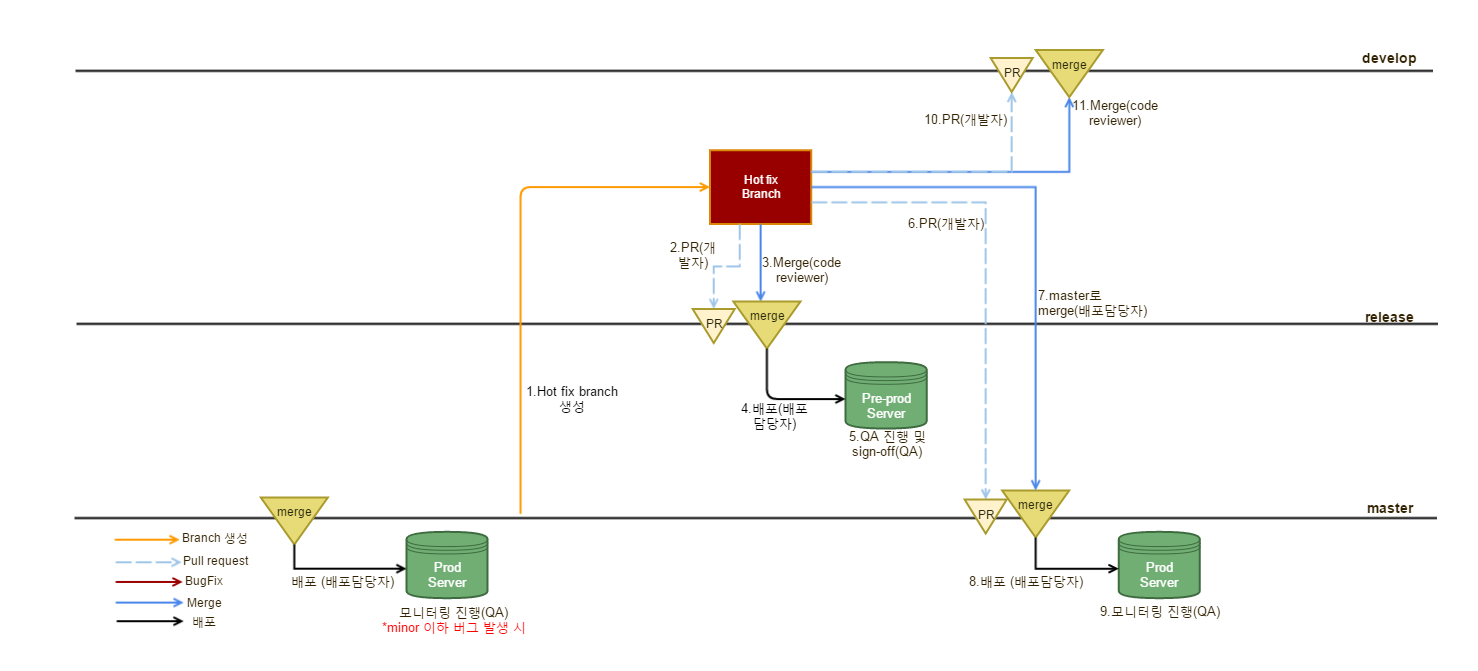 develop
PR
merge
11.Merge(code
reviewer)
10.PR(개발자)
Hot fix
Branch
6.PR(개발자)
2.PR(개
발자)
3.Merge(code
reviewer)
7.master로
merge(배포담당자)
PR
merge
release
1.Hot fix branch
생성
Pre-prod
Server
4.배포(배포
담당자)
5.QA 진행 및
sign-off(QA)
merge
PR
merge
master
Branch 생성
Pull request
BugFix
Merge
배포
배포 (배포담당자)
Prod
Server
모니터링 진행(QA)
*minor 이하 버그 발생 시
8.배포 (배포담당자)
Prod
Server
9.모니터링 진행(QA)